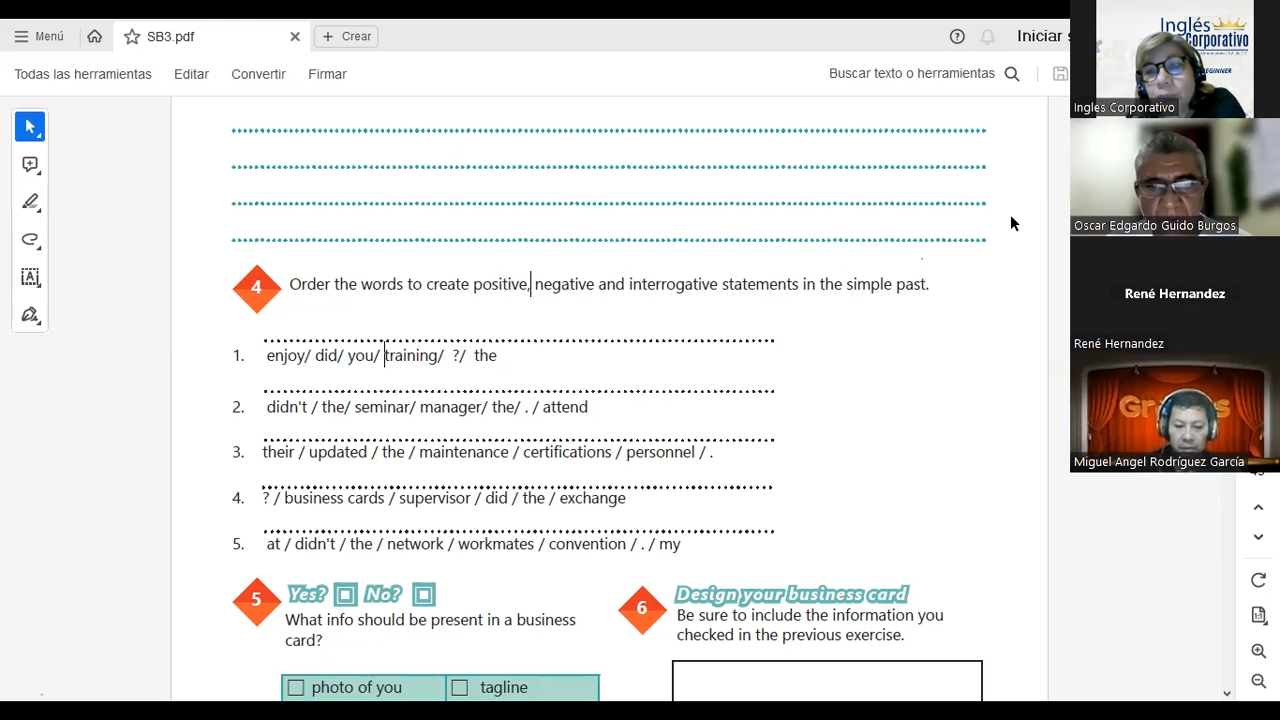 Menú
SB3.pdf
Crear
Iniciar s
Todas las herramientas
Editar
Convertir
Firmar
Buscar texto o herramientas
4
Order the words to create positive, negative and interrogative statements in the simple past.
1. enjoy/ did/ you/ training/ ?/ the
2. didn't / the/ seminar/ manager/ the/ . / attend
3. their / updated / the / maintenance / certifications / personnel / .
4. ? / business cards / supervisor / did / the / exchange
5. at / didn't / the / network / workmates / convention / . / my
5
Yes? No?
What info should be present in a business
card?
photo of you
tagline
6
Design your business card
Be sure to include the information you
checked in the previous exercise.
Inglés
Corporativo
Ingles Corporativo
Oscar Edgardo Guido Burgos
René Hernandez
René Hernandez
Miguel Angel Rodríguez García